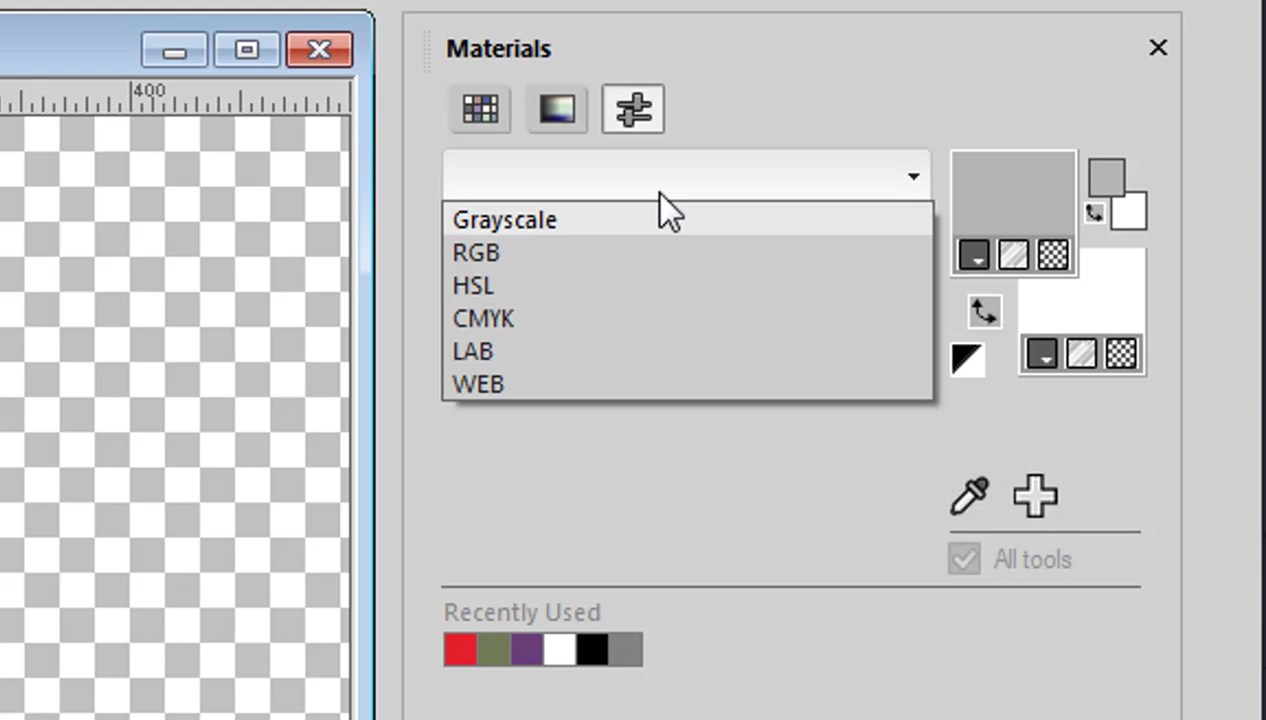 Materials
400
Grayscale
RGB
HSL
CMYK
LAB
WEB
All tools
Recently Used